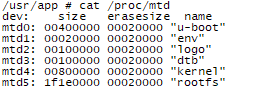 /usr/app # cat /proc/mtd
dev:    size   erasesize  name
mtd0: 00400000 00020000 "u-boot"
mtd1: 00020000 00020000 "env"
mtd2: 00100000 00020000 "logo"
mtd3: 00100000 00020000 "dtb"
mtd4: 00800000 00020000 "kernel"
mtd5: 1f1e0000 00020000 "rootfs"